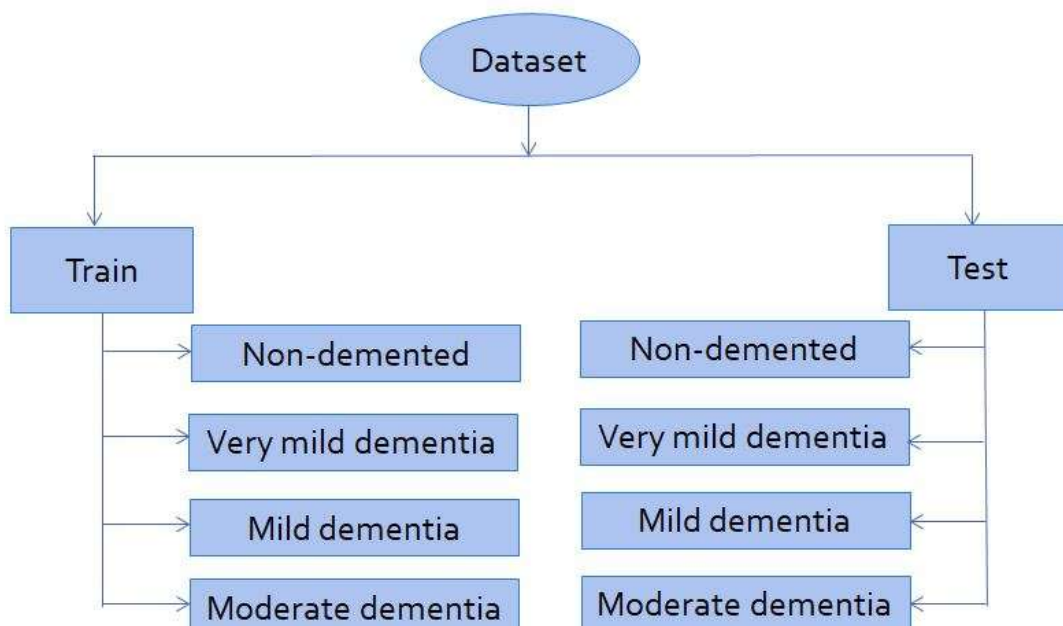 Dataset
Train
Test
Non-demented
Very mild dementia
Mild dementia
Moderate dementia
Non-demented
Very mild dementia
Mild dementia
Moderate dementia